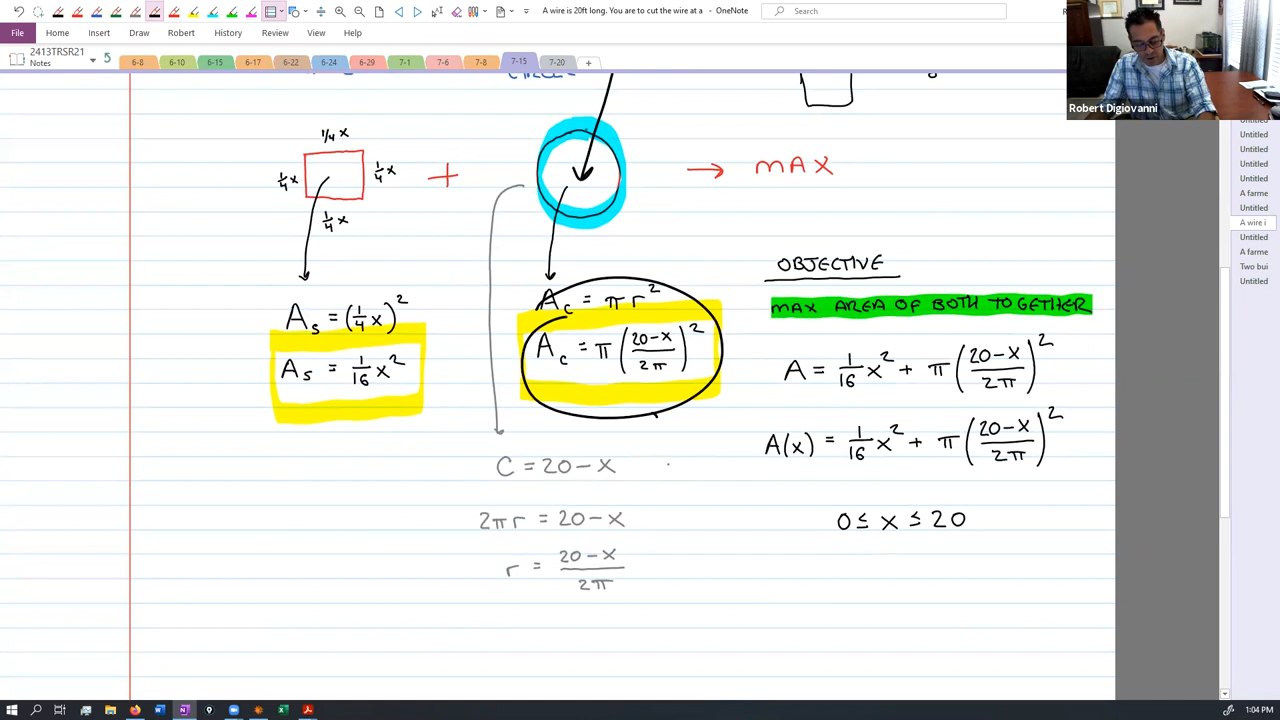 A wire is 20ft long. You are to cut the wire at a - OneNote
Search
File
Home
Insert
Draw
Robert
History
Review
View
Help
2413TRSR21
Notes
5
6-8
6-10
6-15
6-17
6-22
6-24
6-29
7-1
7-6
7-8
7-15
7-20
+
Robert Digiovanni
Untitled
Untitled
Untitled
Untitled
A farme
Untitled
A wire i
Untitled
A farme
Two bui
Untitled
1/4 x
1/4 x
1/4 x
1/4 x
+
→ MAX
A_s = (1/4 x)^2
A_s = 1/16 x^2
A_c = π r^2
A_c = π ((20-x)/(2π))^2
C = 20 - x
2πr = 20 - x
r = (20-x)/(2π)
OBJECTIVE
MAX AREA OF BOTH TOGETHER
A = 1/16 x^2 + π ((20-x)/(2π))^2
A(x) = 1/16 x^2 + π ((20-x)/(2π))^2
0 ≤ x ≤ 20
1:04 PM